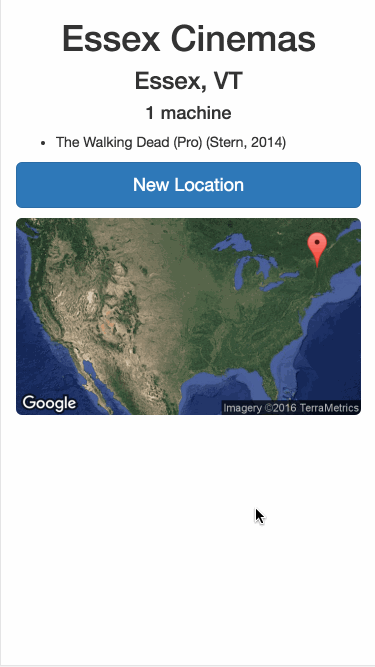 Essex Cinemas
Essex, VT
1 machine
• The Walking Dead (Pro) (Stern, 2014)
New Location
Google
Imagery ©2016 TerraMetrics